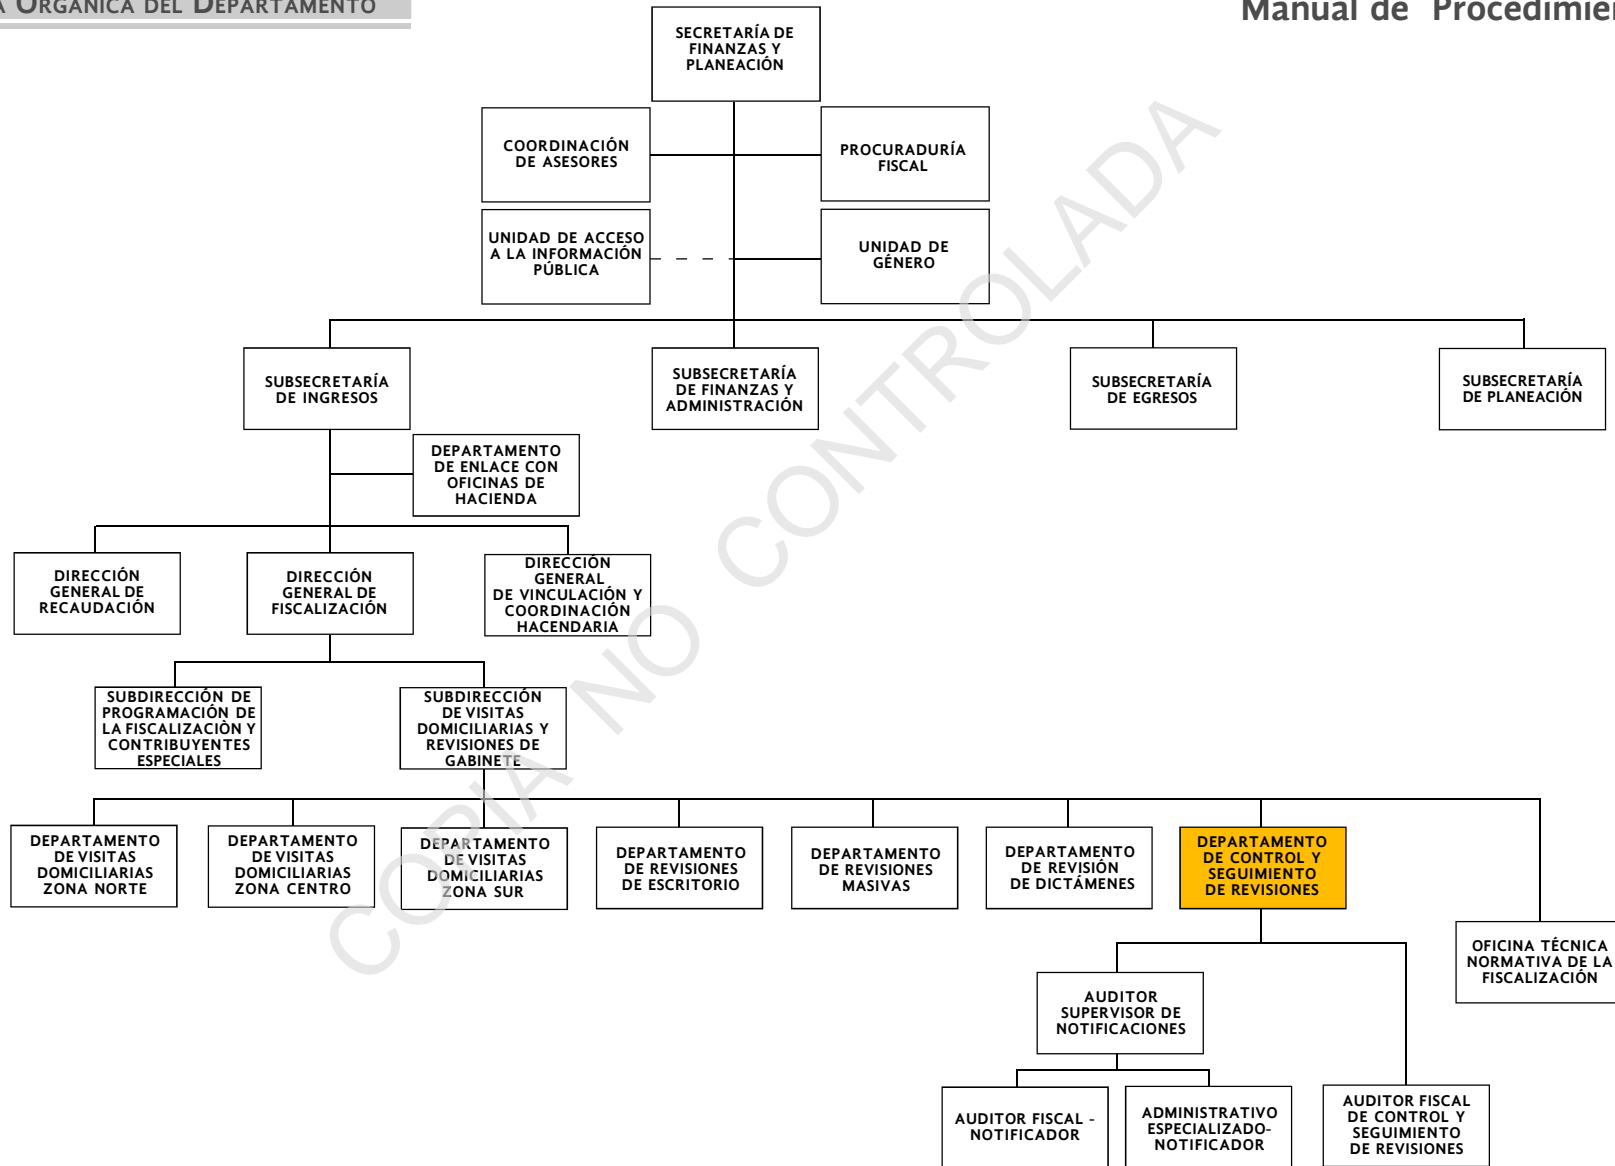 A ORGÁNICA DEL DEPARTAMENTO
Manual de Procedimien
SECRETARÍA DE
FINANZAS Y
PLANEACIÓN
COORDINACIÓN
DE ASESORES
PROCURADURÍA
FISCAL
UNIDAD DE ACCESO
A LA INFORMACIÓN
PÚBLICA
UNIDAD DE
GÉNERO
SUBSECRETARÍA
DE INGRESOS
SUBSECRETARÍA
DE FINANZAS Y
ADMINISTRACIÓN
SUBSECRETARÍA
DE EGRESOS
SUBSECRETARÍA
DE PLANEACIÓN
DEPARTAMENTO
DE ENLACE CON
OFICINAS DE
HACIENDA
DIRECCIÓN
GENERAL DE
RECAUDACIÓN
DIRECCIÓN
GENERAL DE
FISCALIZACIÓN
DIRECCIÓN
GENERAL
DE VINCULACIÓN Y
COORDINACIÓN
HACENDARIA
SUBDIRECCIÓN DE
PROGRAMACIÓN DE
LA FISCALIZACIÒN Y
CONTRIBUYENTES
ESPECIALES
SUBDIRECCIÓN
DE VISITAS
DOMICILIARIAS Y
REVISIONES DE
GABINETE
DEPARTAMENTO
DE VISITAS
DOMICILIARIAS
ZONA NORTE
DEPARTAMENTO
DE VISITAS
DOMICILIARIAS
ZONA CENTRO
DEPARTAMENTO
DE VISITAS
DOMICILIARIAS
ZONA SUR
DEPARTAMENTO
DE REVISIONES
DE ESCRITORIO
DEPARTAMENTO
DE REVISIONES
MASIVAS
DEPARTAMENTO
DE REVISIÓN
DE DICTÁMENES
DEPARTAMENTO
DE CONTROL Y
SEGUIMIENTO
DE REVISIONES
OFICINA TÉCNICA
NORMATIVA DE LA
FISCALIZACIÓN
AUDITOR
SUPERVISOR DE
NOTIFICACIONES
AUDITOR FISCAL -
NOTIFICADOR
ADMINISTRATIVO
ESPECIALIZADO-
NOTIFICADOR
AUDITOR FISCAL
DE CONTROL Y
SEGUIMIENTO
DE REVISIONES
COPIA NO CONTROLADA